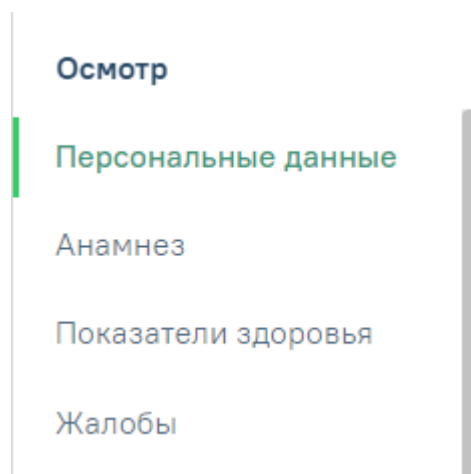 Осмотр
Персональные данные
Анамнез
Показатели здоровья
Жалобы